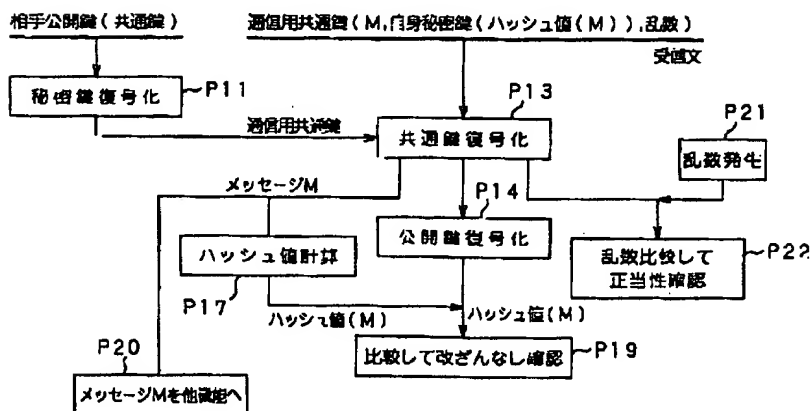 相手公開鍵(共通鍵)
通信用共通鍵(M,自身秘密鍵(ハッシュ値(M)),乱数)
受信文
秘密鍵復号化
P11
P13
P21
通信用共通鍵
共通鍵復号化
乱数発生
メッセージM
P14
公開鍵復号化
ハッシュ値計算
乱数比較して
正当性確認
P22
P17
ハッシュ値(M)
ハッシュ値(M)
P20
比較して改ざんなし確認
P19
メッセージMを他機能へ